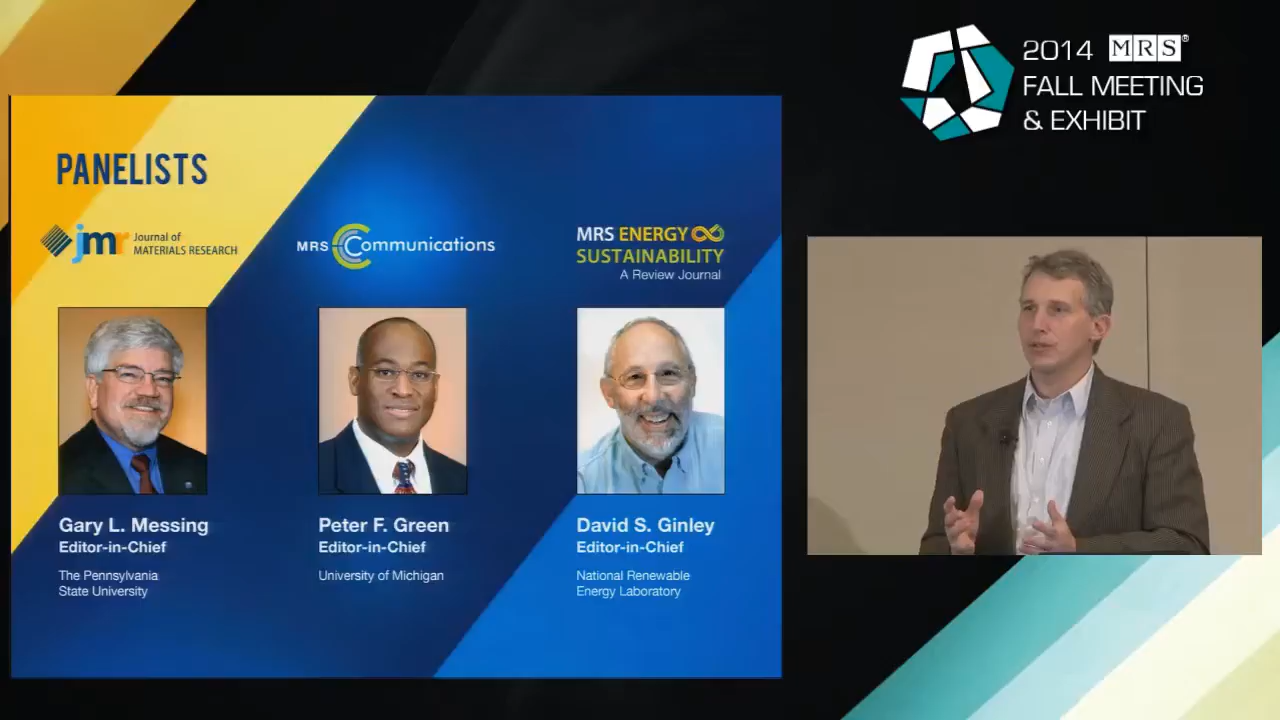 2014 MRS®
FALL MEETING
& EXHIBIT
PANELISTS
jmr Journal of
MATERIALS RESEARCH
MRS Communications
MRS ENERGY
SUSTAINABILITY
A Review Journal
Gary L. Messing
Editor-in-Chief
The Pennsylvania
State University
Peter F. Green
Editor-in-Chief
University of Michigan
David S. Ginley
Editor-in-Chief
National Renewable
Energy Laboratory